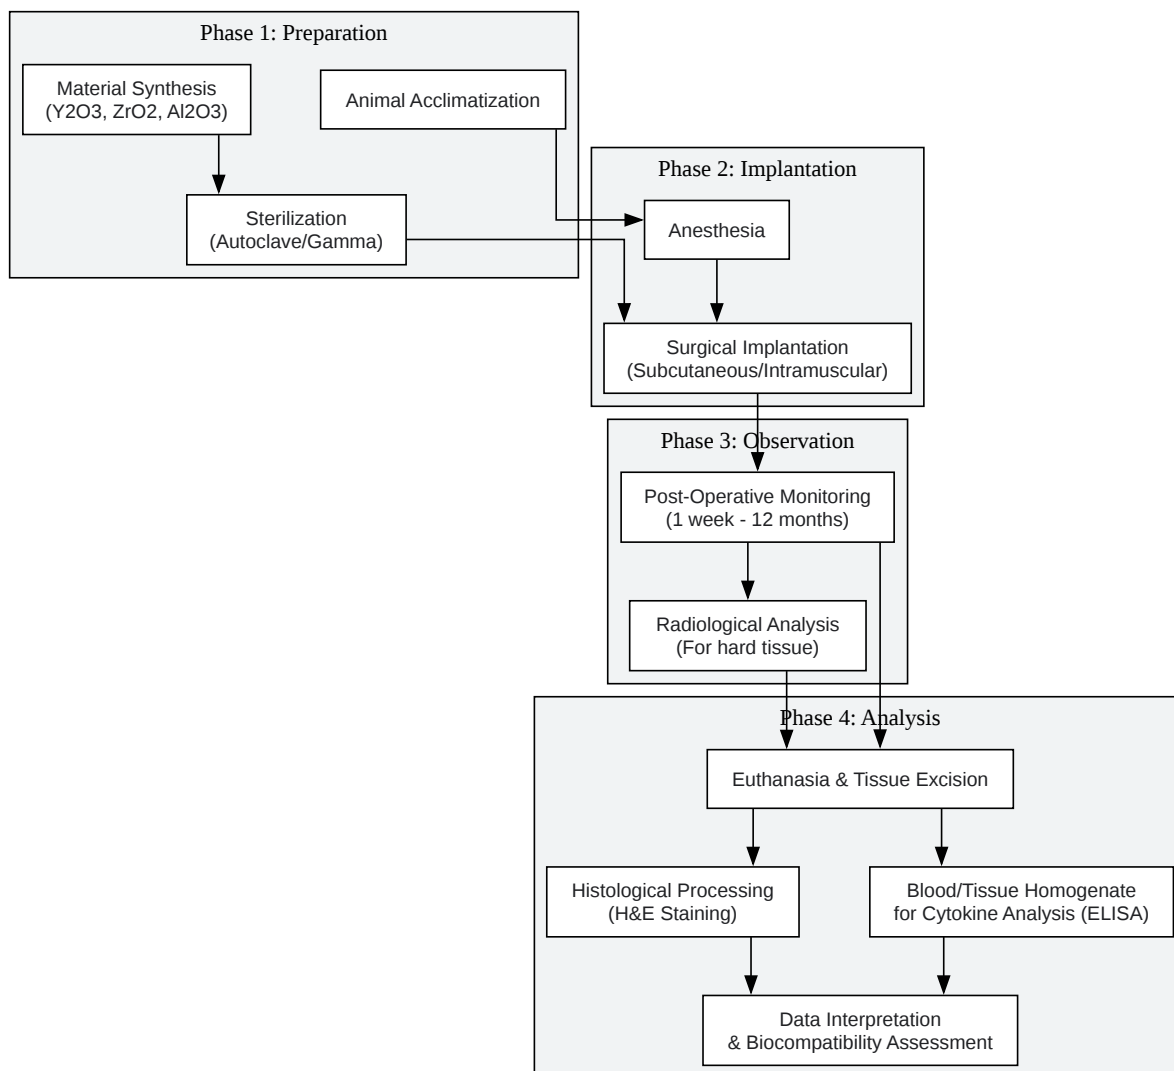 Phase 1: Preparation
Material Synthesis
(Y2O3, ZrO2, Al2O3)
Animal Acclimatization
Sterilization
(Autoclave/Gamma)
Phase 2: Implantation
Anesthesia
Surgical Implantation
(Subcutaneous/Intramuscular)
Phase 3: Observation
Post-Operative Monitoring
(1 week - 12 months)
Radiological Analysis
(For hard tissue)
Phase 4: Analysis
Euthanasia & Tissue Excision
Histological Processing
(H&E Staining)
Blood/Tissue Homogenate
for Cytokine Analysis (ELISA)
Data Interpretation
& Biocompatibility Assessment